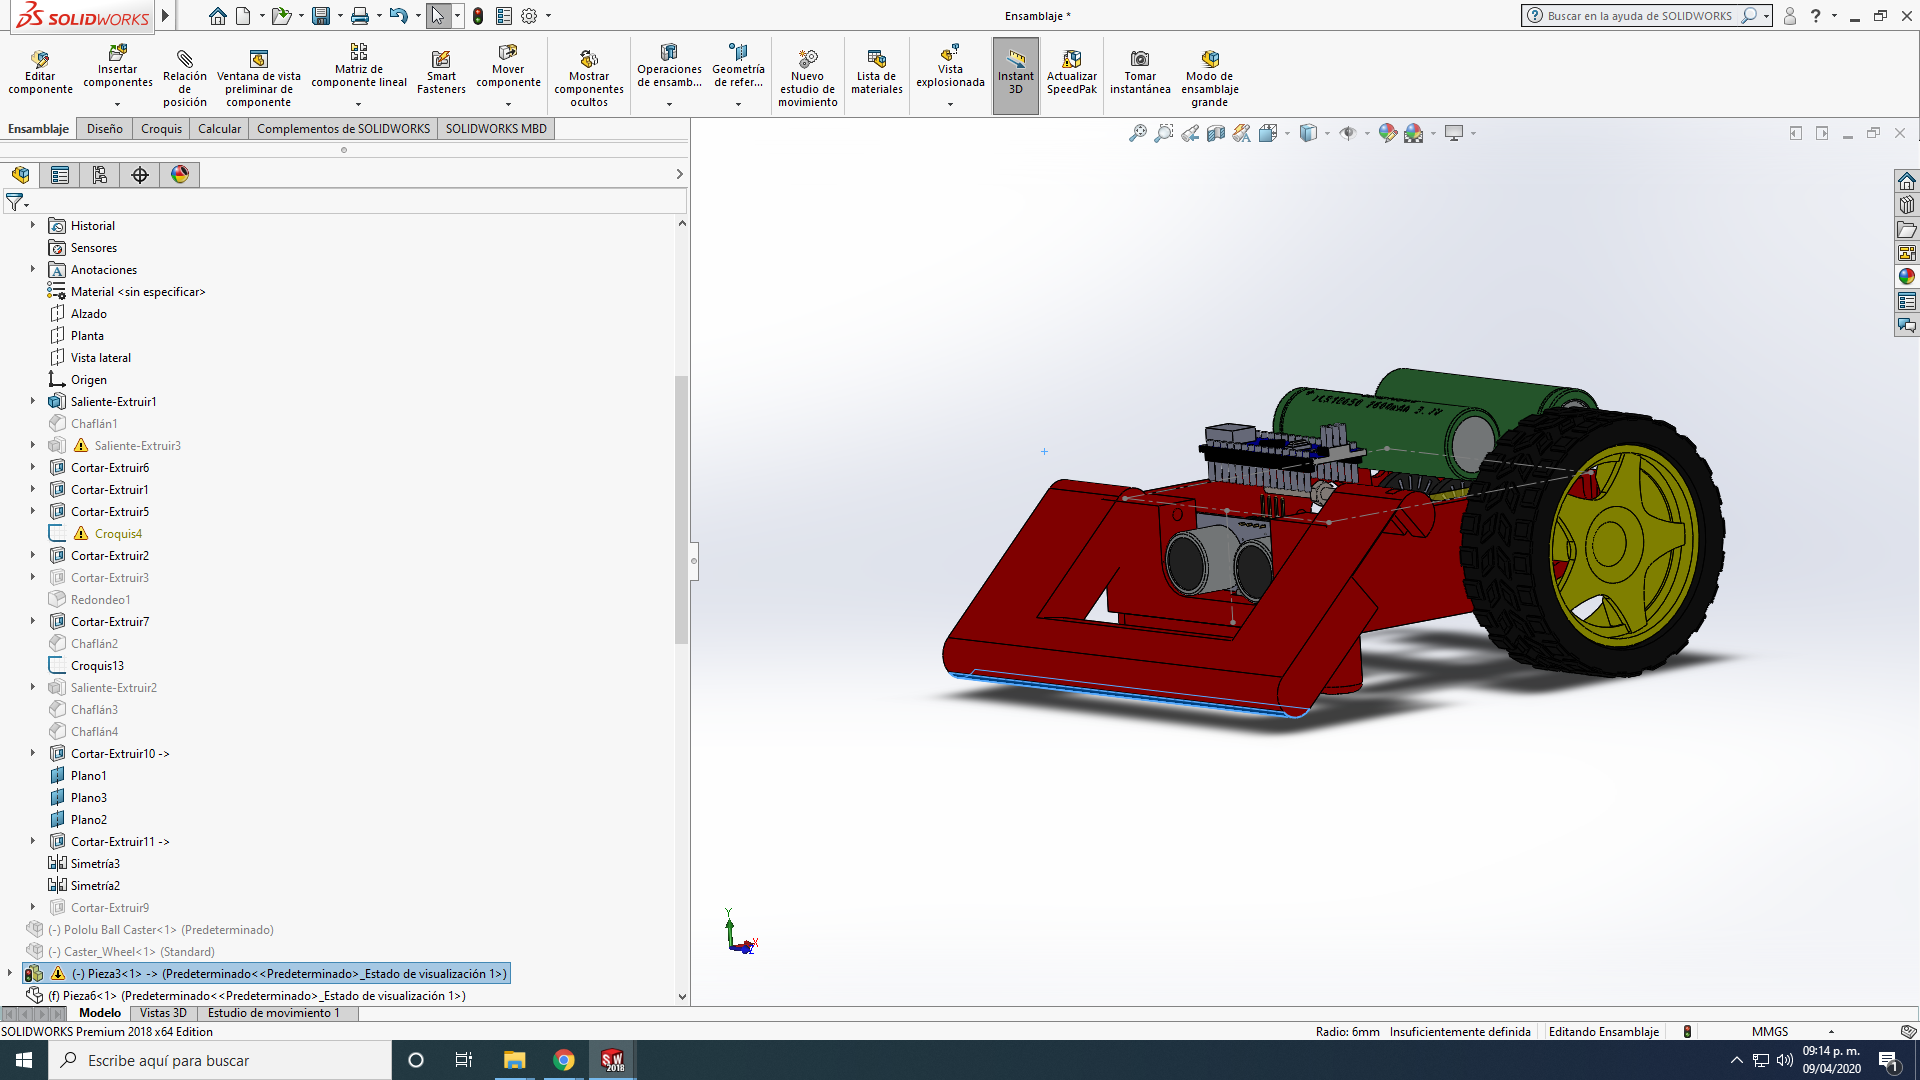 SOLIDWORKS
Ensamblaje *
Buscar en la ayuda de SOLIDWORKS
?
Editar componente
Insertar componentes
Relación de posición
Ventana de vista preliminar de componente
Matriz de componente lineal
Smart Fasteners
Mover componente
Mostrar componentes ocultos
Operaciones de ensamb...
Geometría de refer...
Nuevo estudio de movimiento
Lista de materiales
Vista explosionada
Instant 3D
Actualizar SpeedPak
Tomar instantánea
Modo de ensamblaje grande
Ensamblaje
Diseño
Croquis
Calcular
Complementos de SOLIDWORKS
SOLIDWORKS MBD
Historial
Sensores
Anotaciones
Material <sin especificar>
Alzado
Planta
Vista lateral
Origen
Saliente-Extruir1
Chaflán1
Saliente-Extruir3
Cortar-Extruir6
Cortar-Extruir1
Cortar-Extruir5
Croquis4
Cortar-Extruir2
Cortar-Extruir3
Redondeo1
Cortar-Extruir7
Chaflán2
Croquis13
Saliente-Extruir2
Chaflán3
Chaflán4
Cortar-Extruir10 ->
Plano1
Plano3
Plano2
Cortar-Extruir11 ->
Simetría3
Simetría2
Cortar-Extruir9
(-) Pololu Ball Caster<1> (Predeterminado)
(-) Caster_Wheel<1> (Standard)
(-) Pieza3<1> -> (Predeterminado<<Predeterminado>_Estado de visualización 1>)
(f) Pieza6<1> (Predeterminado<<Predeterminado>_Estado de visualización 1>)
Y
X
Z
Modelo
Vistas 3D
Estudio de movimiento 1
SOLIDWORKS Premium 2018 x64 Edition
Radio: 6mm
Insuficientemente definida
Editando Ensamblaje
MMGS
Escribe aquí para buscar
SW 2018
09:14 p. m.
09/04/2020
1